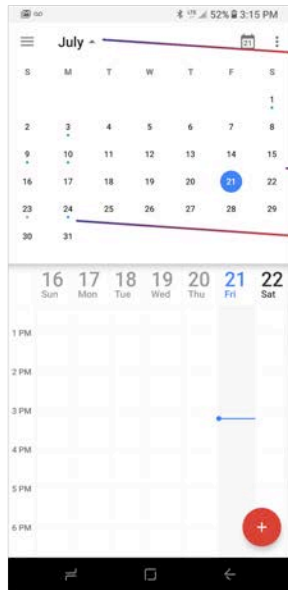 LTE 52% 3:15 PM
July 21
S M T W T F S
1
2 3 4 5 6 7 8
9 10 11 12 13 14 15
16 17 18 19 20 21 22
23 24 25 26 27 28 29
30 31
16 17 18 19 20 21 22
Sun Mon Tue Wed Thu Fri Sat
1 PM
2 PM
3 PM
4 PM
5 PM
6 PM